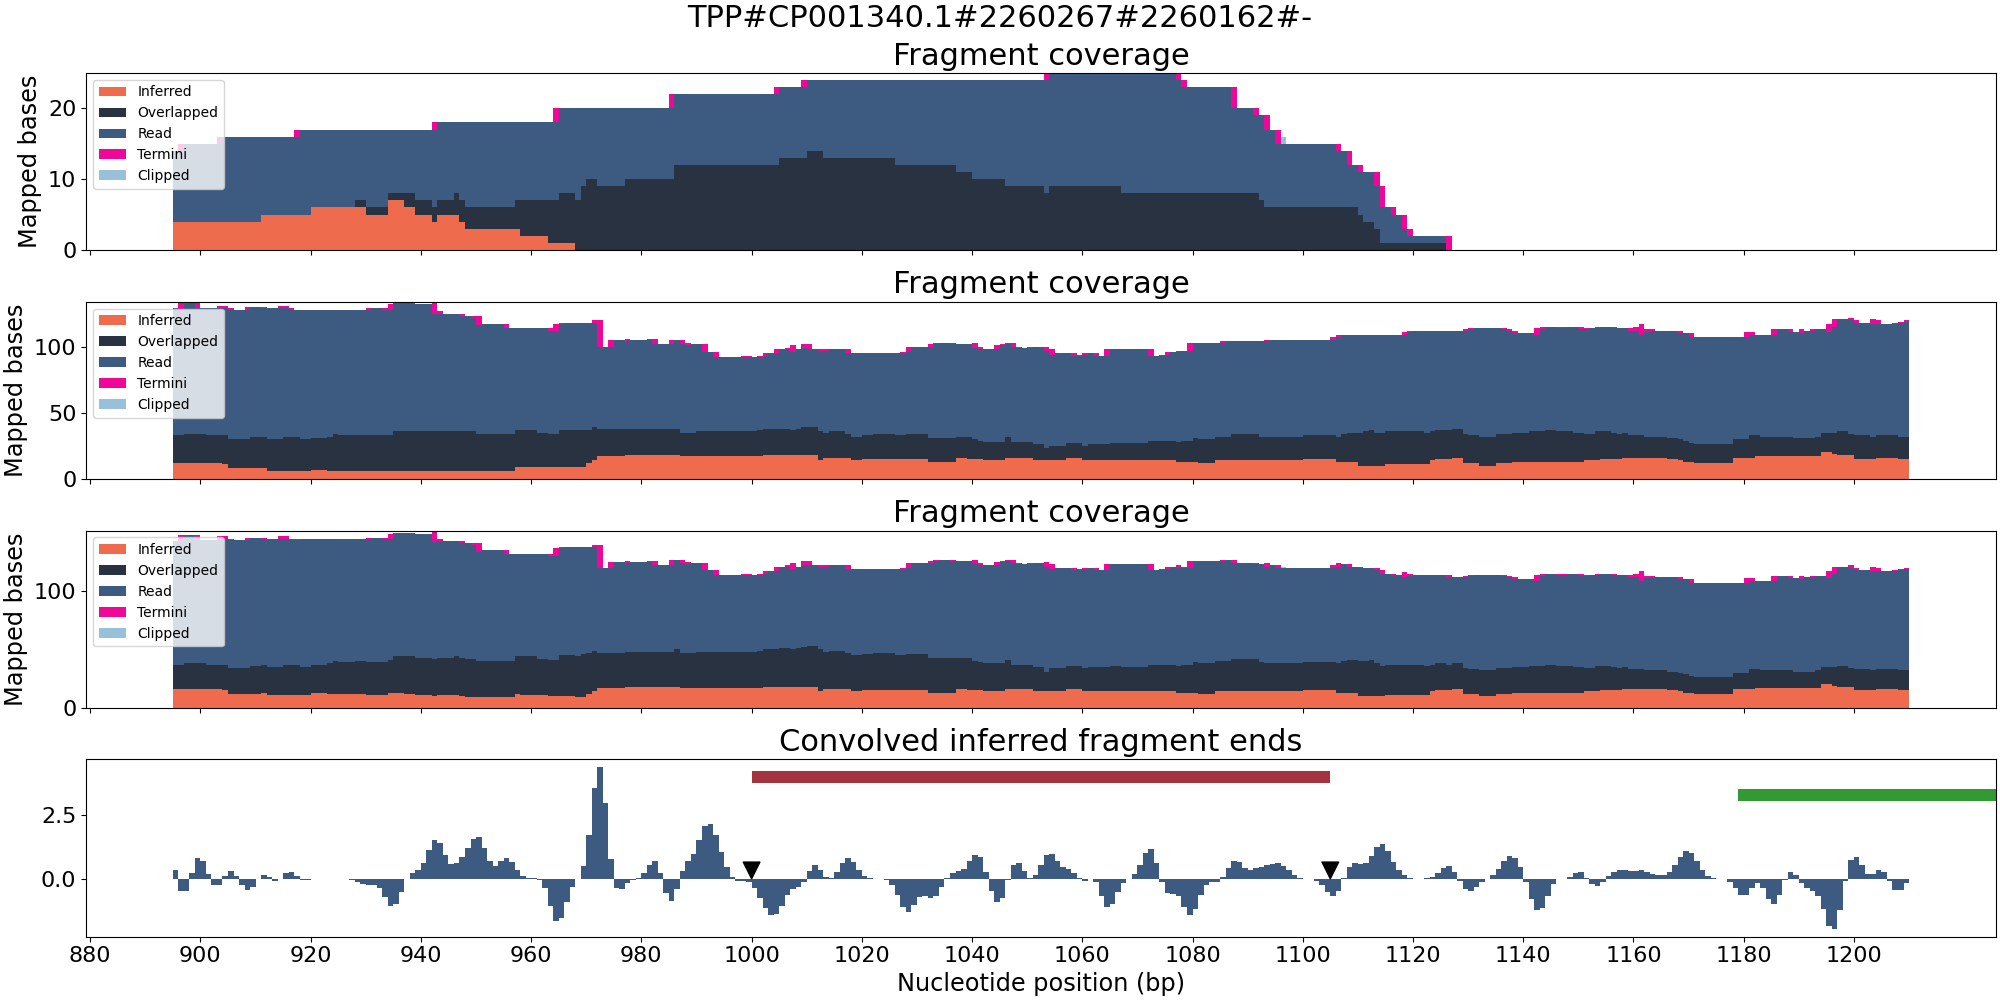 TPP#CP001340.1#2260267#2260162#-
Fragment coverage
Mapped bases
20
10
0
Inferred
Overlapped
Read
Termini
Clipped
Fragment coverage
Mapped bases
100
50
0
Inferred
Overlapped
Read
Termini
Clipped
Fragment coverage
Mapped bases
100
0
Inferred
Overlapped
Read
Termini
Clipped
Convolved inferred fragment ends
2.5
0.0
880 900 920 940 960 980 1000 1020 1040 1060 1080 1100 1120 1140 1160 1180 1200
Nucleotide position (bp)